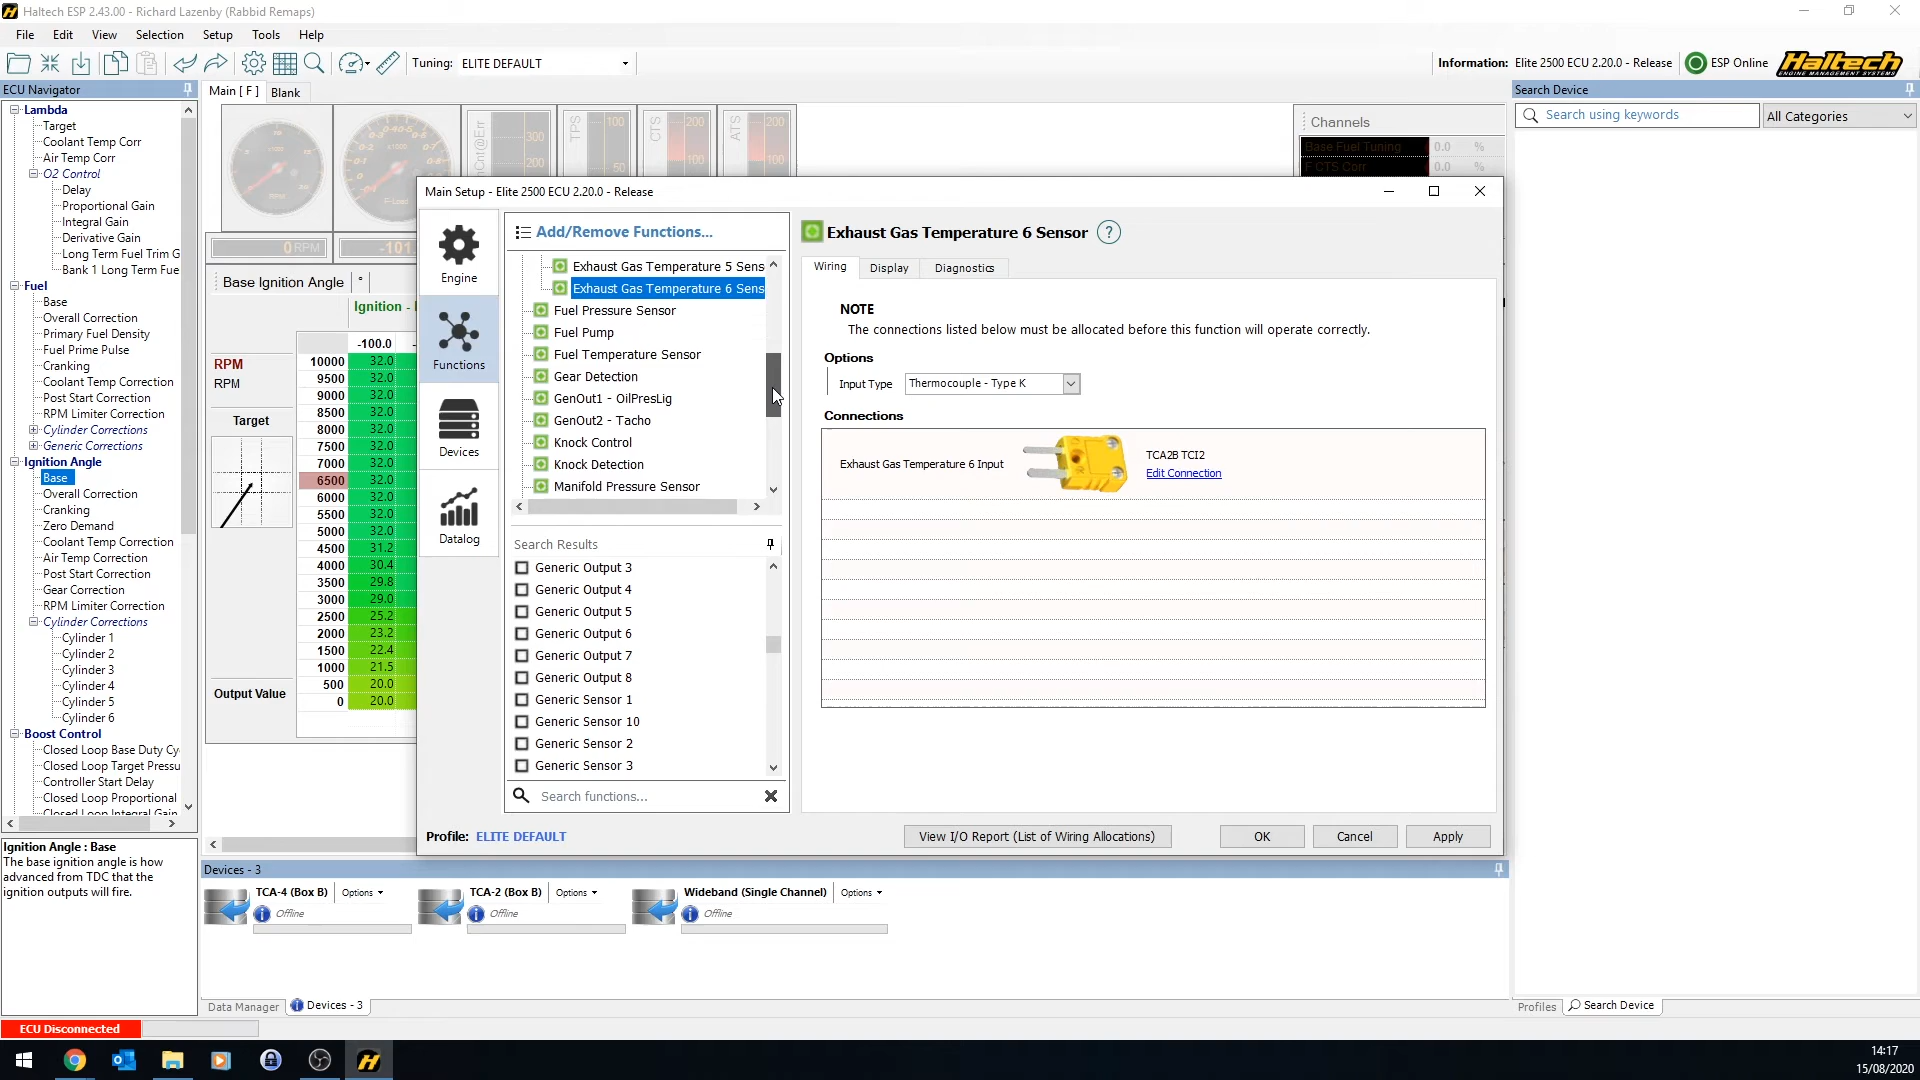 Haltech ESP 2.43.00 - Richard Lazenby (Rabbid Remaps)
File Edit View Selection Setup Tools Help
Tuning: ELITE DEFAULT
Information: Elite 2500 ECU 2.20.0 - Release ESP Online Haltech
ENGINE MANAGEMENT SYSTEMS
ECU Navigator
Lambda
Target
Coolant Temp Corr
Air Temp Corr
O2 Control
Delay
Proportional Gain
Integral Gain
Derivative Gain
Long Term Fuel Trim G
Bank 1 Long Term Fue
Fuel
Base
Overall Correction
Primary Fuel Density
Fuel Prime Pulse
Cranking
Coolant Temp Correction
Post Start Correction
RPM Limiter Correction
Cylinder Corrections
Generic Corrections
Ignition Angle
Base
Overall Correction
Cranking
Zero Demand
Coolant Temp Correction
Air Temp Correction
Post Start Correction
Gear Correction
RPM Limiter Correction
Cylinder Corrections
Cylinder 1
Cylinder 2
Cylinder 3
Cylinder 4
Cylinder 5
Cylinder 6
Boost Control
Closed Loop Base Duty Cy
Closed Loop Target Pressu
Controller Start Delay
Closed Loop Proportional
Closed Loop Integral Gain
Ignition Angle : Base
The base ignition angle is how
advanced from TDC that the
ignition outputs will fire.
Main [ F ] Blank
TPS 100
50
CTS 200
100
ATS 200
100
300
200
0 RPM
-101
Channels
Base Fuel Tuning 0.0 %
F CTS Corr 0.0 %
Base Ignition Angle °
Ignition -
RPM
RPM
Target
Output Value
-100.0
10000 32.0
9500 32.0
9000 32.0
8500 32.0
8000 32.0
7500 32.0
7000 32.0
6500 32.0
6000 32.0
5500 32.0
5000 32.0
4500 31.2
4000 30.4
3500 29.8
3000 29.0
2500 25.2
2000 23.2
1500 22.4
1000 21.5
500 20.0
0 20.0
Main Setup - Elite 2500 ECU 2.20.0 - Release
Engine
Functions
Devices
Datalog
Add/Remove Functions...
Exhaust Gas Temperature 5 Sens
Exhaust Gas Temperature 6 Sens
Fuel Pressure Sensor
Fuel Pump
Fuel Temperature Sensor
Gear Detection
GenOut1 - OilPresLig
GenOut2 - Tacho
Knock Control
Knock Detection
Manifold Pressure Sensor
Search Results
Generic Output 3
Generic Output 4
Generic Output 5
Generic Output 6
Generic Output 7
Generic Output 8
Generic Sensor 1
Generic Sensor 10
Generic Sensor 2
Generic Sensor 3
Search functions...
Exhaust Gas Temperature 6 Sensor ?
Wiring Display Diagnostics
NOTE
The connections listed below must be allocated before this function will operate correctly.
Options
Input Type Thermocouple - Type K
Connections
Exhaust Gas Temperature 6 Input
TCA2B TCI2
Edit Connection
Profile: ELITE DEFAULT
View I/O Report (List of Wiring Allocations)
OK
Cancel
Apply
Devices - 3
TCA-4 (Box B) Options
Offline
TCA-2 (Box B) Options
Offline
Wideband (Single Channel) Options
Offline
Data Manager Devices - 3
Search Device
Search using keywords
All Categories
Profiles Search Device
ECU Disconnected
14:17
15/08/2020